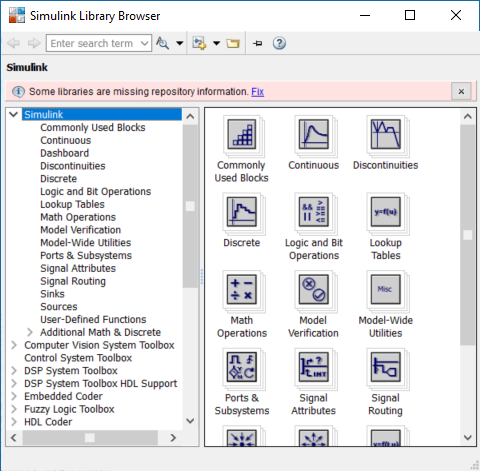 Simulink Library Browser
Enter search term
Simulink
Some libraries are missing repository information. Fix
Simulink
Commonly Used Blocks
Continuous
Dashboard
Discontinuities
Discrete
Logic and Bit Operations
Lookup Tables
Math Operations
Model Verification
Model-Wide Utilities
Ports & Subsystems
Signal Attributes
Signal Routing
Sinks
Sources
User-Defined Functions
Additional Math & Discrete
Computer Vision System Toolbox
Control System Toolbox
DSP System Toolbox
DSP System Toolbox HDL Support
Embedded Coder
Fuzzy Logic Toolbox
HDL Coder
Commonly
Used Blocks
Continuous
Discontinuities
Discrete
&& >
|| >=
<=
Logic and Bit
Operations
y=f(u)
Lookup
Tables
+ −
÷ ×
Math
Operations
Model
Verification
Misc
Model-Wide
Utilities
Ports &
Subsystems
?
INT
Signal
Attributes
Signal
Routing
y=f(u)